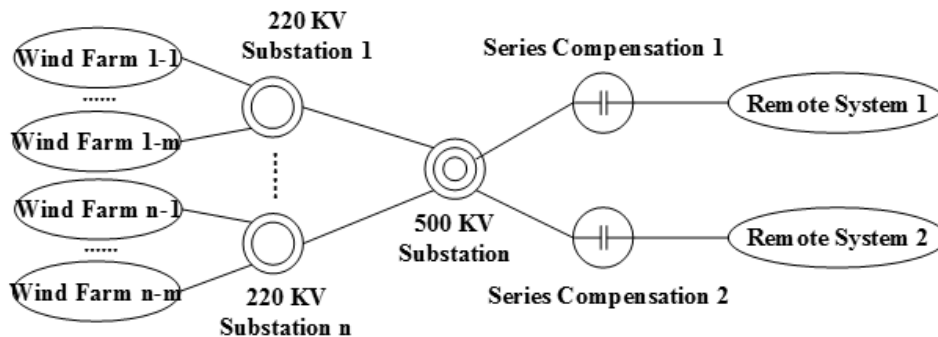 220 KV
Substation 1
Series Compensation 1
Wind Farm 1-1
......
Wind Farm 1-m
Remote System 1
Wind Farm n-1
......
Wind Farm n-m
500 KV
Substation
Remote System 2
220 KV
Substation n
Series Compensation 2